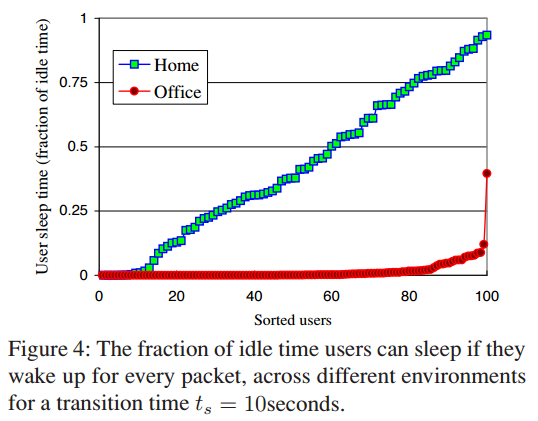 1
0.75
0.5
0.25
0
User sleep time (fraction of idle time)
Home
Office
0 20 40 60 80 100
Sorted users
Figure 4: The fraction of idle time users can sleep if they
wake up for every packet, across different environments
for a transition time ts = 10seconds.